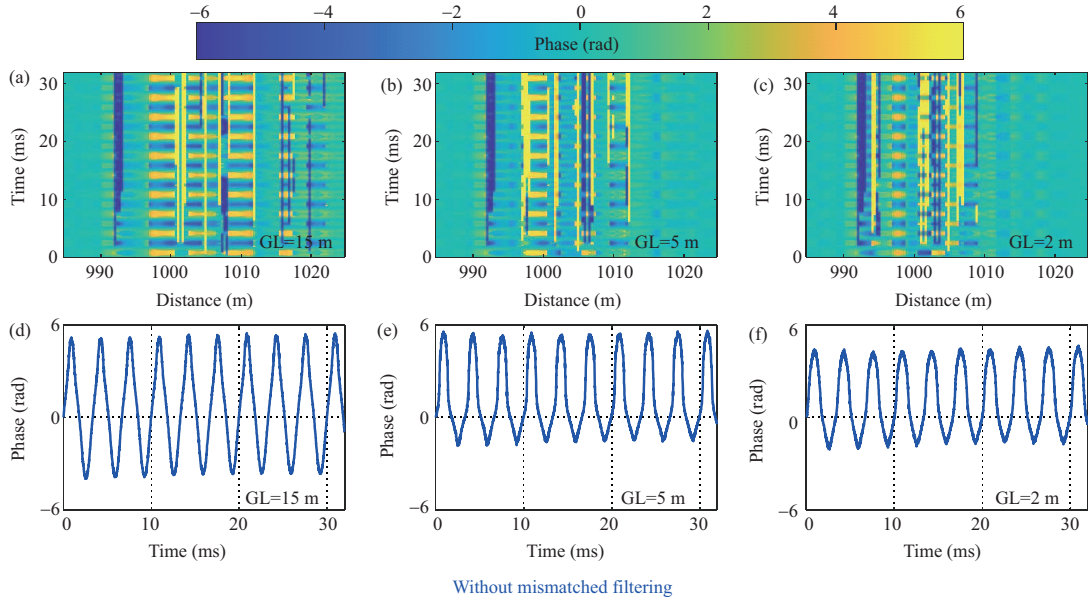 −6 −4 −2 0 2 4 6
Phase (rad)
(a) (b) (c)
Time (ms) 30 20 10 0 GL=15 m 990 1000 1010 1020 Distance (m)
Time (ms) 30 20 10 0 GL=5 m 990 1000 1010 1020 Distance (m)
Time (ms) 30 20 10 0 GL=2 m 990 1000 1010 1020 Distance (m)
(d) (e) (f)
Phase (rad) 6 0 −6 GL=15 m 0 10 20 30 Time (ms)
Phase (rad) 6 0 −6 GL=5 m 0 10 20 30 Time (ms)
Phase (rad) 6 0 −6 GL=2 m 0 10 20 30 Time (ms)
Without mismatched filtering